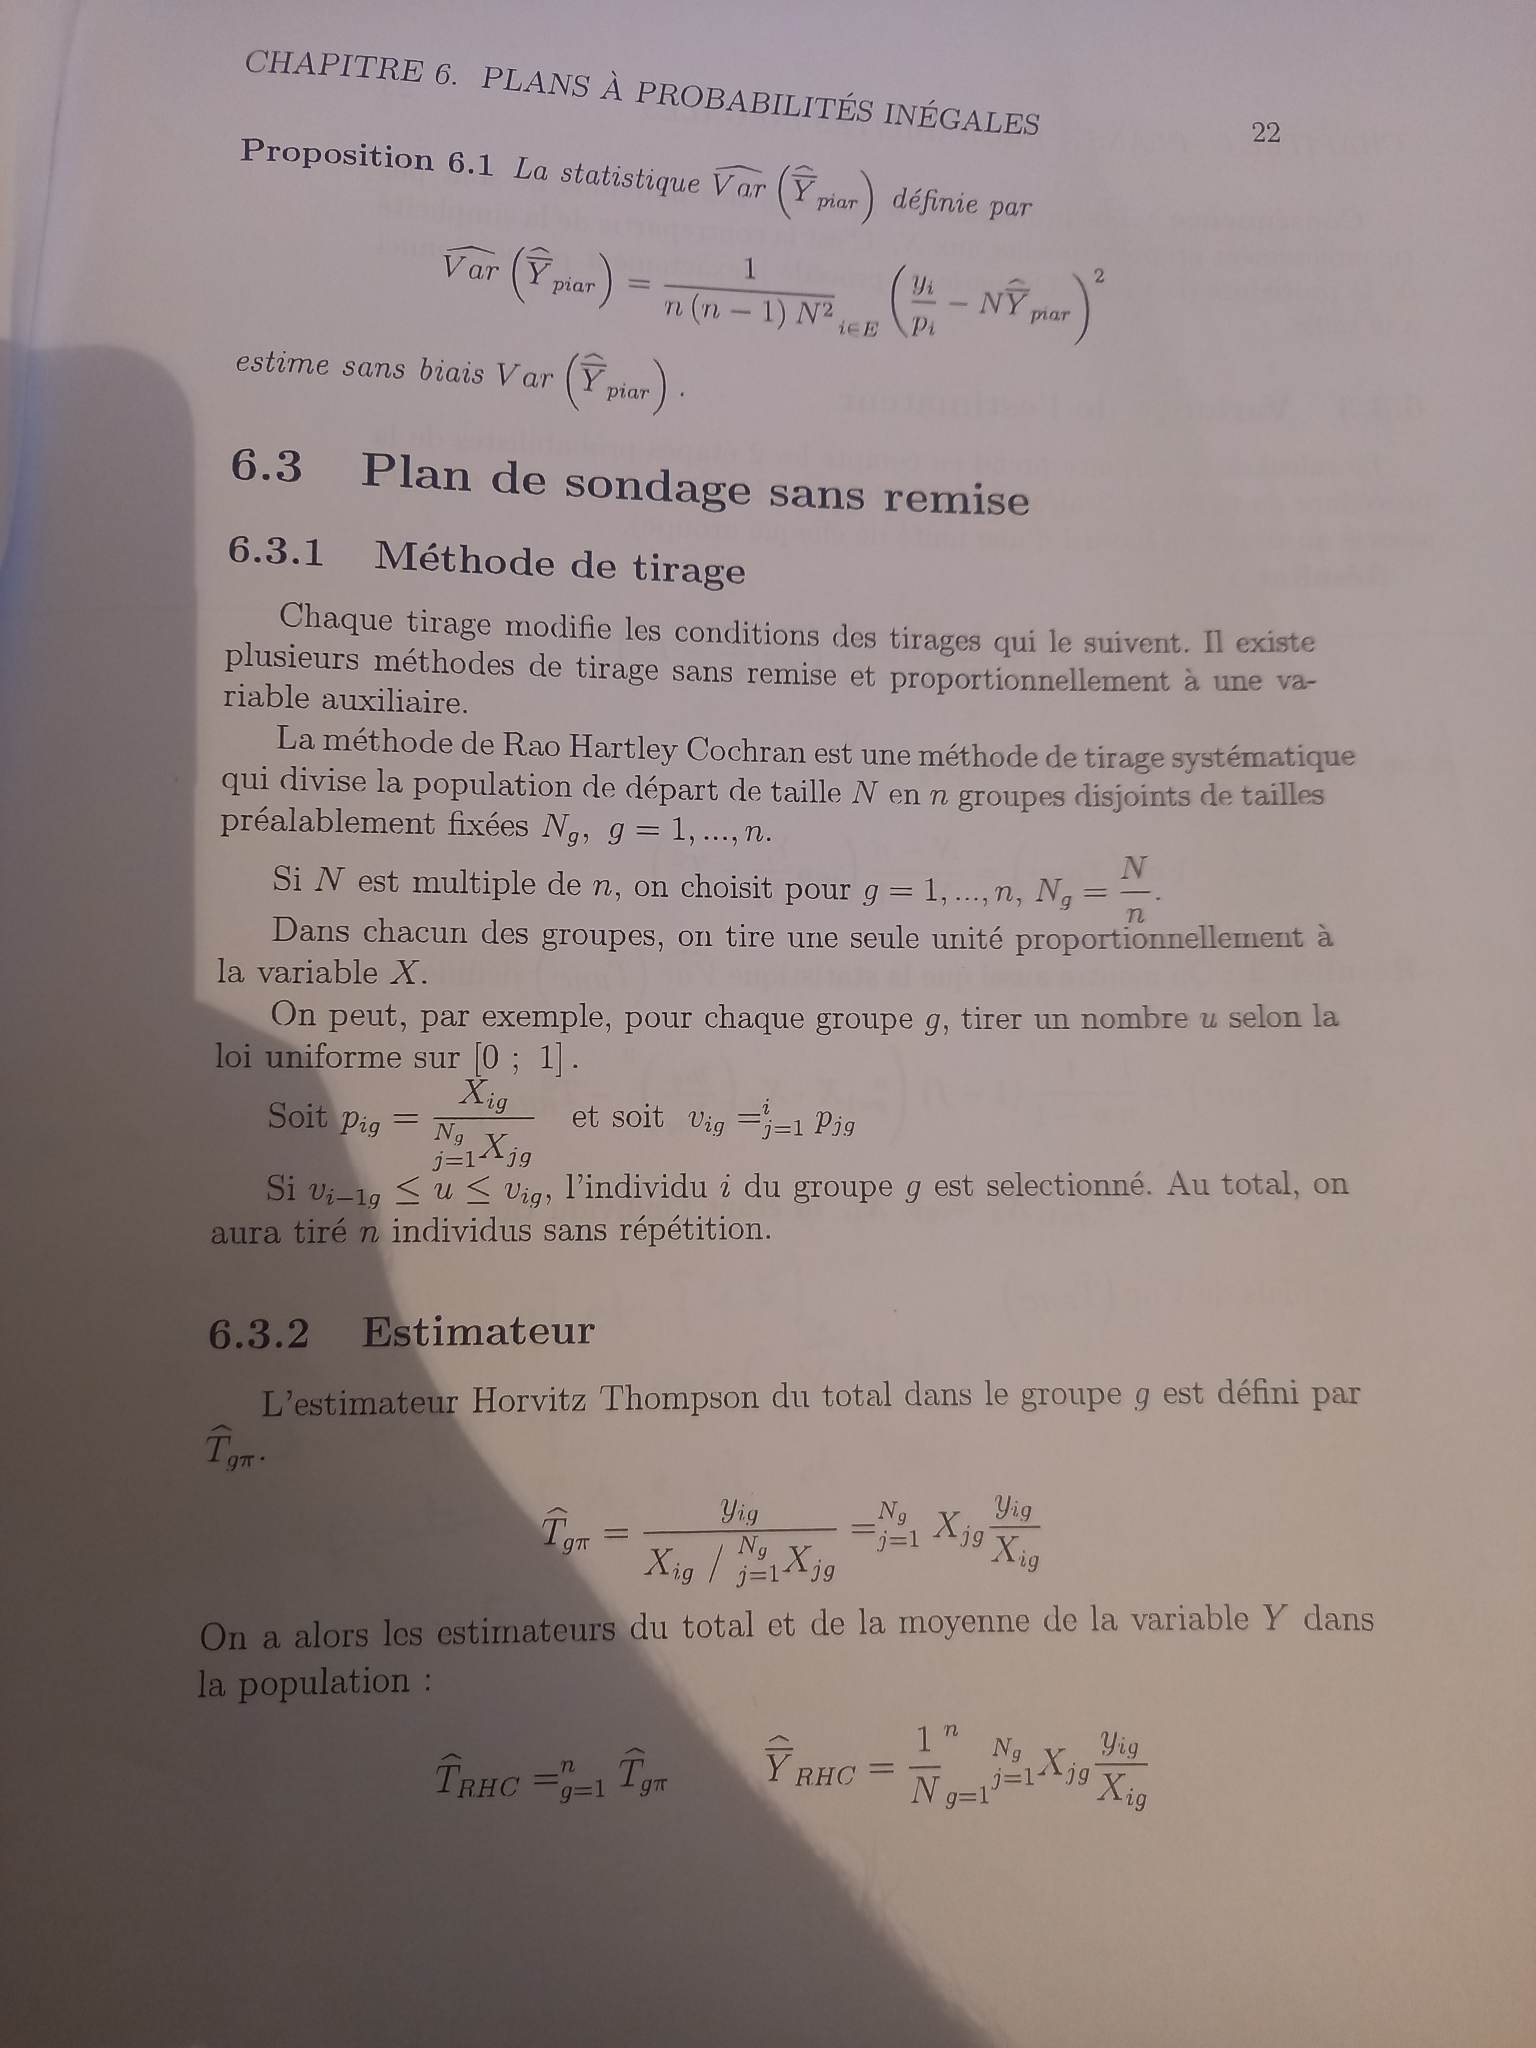 CHAPITRE 6. PLANS À PROBABILITÉS INÉGALES 22
Proposition 6.1 La statistique $\widehat{Var}\left(\widehat{\overline{Y}}_{piar}\right)$ définie par
$\widehat{Var}\left(\widehat{\overline{Y}}_{piar}\right) = \frac{1}{n(n-1)N^2}{}_{i \in E}\left(\frac{y_i}{p_i} - N\widehat{\overline{Y}}_{piar}\right)^2$
estime sans biais $Var\left(\widehat{\overline{Y}}_{piar}\right)$.
6.3 Plan de sondage sans remise
6.3.1 Méthode de tirage
Chaque tirage modifie les conditions des tirages qui le suivent. Il existe
plusieurs méthodes de tirage sans remise et proportionnellement à une va-
riable auxiliaire.
La méthode de Rao Hartley Cochran est une méthode de tirage systématique
qui divise la population de départ de taille $N$ en $n$ groupes disjoints de tailles
préalablement fixées $N_g$, $g = 1, ..., n$.
Si $N$ est multiple de $n$, on choisit pour $g = 1, ..., n$, $N_g = \frac{N}{n}$.
Dans chacun des groupes, on tire une seule unité proportionnellement à
la variable $X$.
On peut, par exemple, pour chaque groupe $g$, tirer un nombre $u$ selon la
loi uniforme sur $[0\ ;\ 1]$.
Soit $p_{ig} = \frac{X_{ig}}{{}_{j=1}^{N_g} X_{jg}}$ et soit $v_{ig} =_{j=1}^{i} p_{jg}$
Si $v_{i-1g} \leq u \leq v_{ig}$, l'individu $i$ du groupe $g$ est selectionné. Au total, on
aura tiré $n$ individus sans répétition.
6.3.2 Estimateur
L'estimateur Horvitz Thompson du total dans le groupe $g$ est défini par
$\widehat{T}_{g\pi}$.
$\widehat{T}_{g\pi} = \frac{y_{ig}}{X_{ig}\ /\ {}_{j=1}^{N_g} X_{jg}} =_{j=1}^{N_g} X_{jg}\frac{y_{ig}}{X_{ig}}$
On a alors les estimateurs du total et de la moyenne de la variable $Y$ dans
la population :
$\widehat{T}_{RHC} =_{g=1}^{n} \widehat{T}_{g\pi}$ $\widehat{\overline{Y}}_{RHC} = \frac{1}{N}{}_{g=1}^{n}{}_{j=1}^{N_g} X_{jg}\frac{y_{ig}}{X_{ig}}$